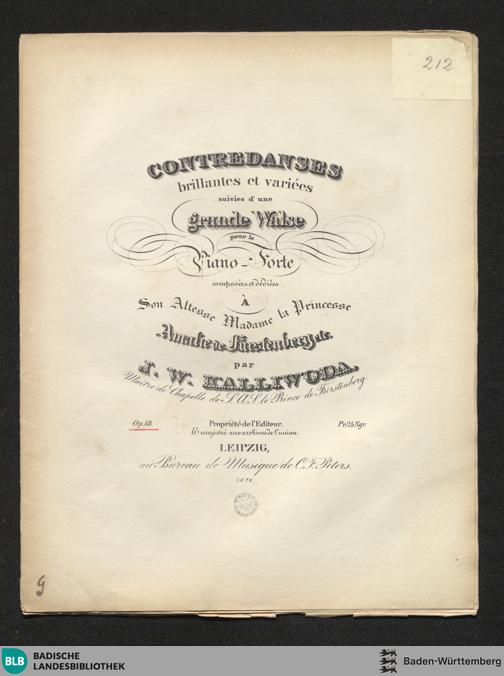 212
CONTREDANSES
brillantes et variées
suivies d'une
grande Walse
pour le
Piano-Forte
composées et dédiées
À
Son Altesse Madame la Princesse
Amalie de Fürstenberg etc.
par
I. W. KALLIWODA,
Maître de Chapelle de S. A. S. le Prince de Fürstenberg
Op. 68
Propriété de l'Editeur.
Pr. 25 Ngr.
Enregistré aux archives de l'union.
LEIPZIG,
au Bureau de Musique de C. F. Peters.
G
BLB
BADISCHE
LANDESBIBLIOTHEK
Baden-Württemberg